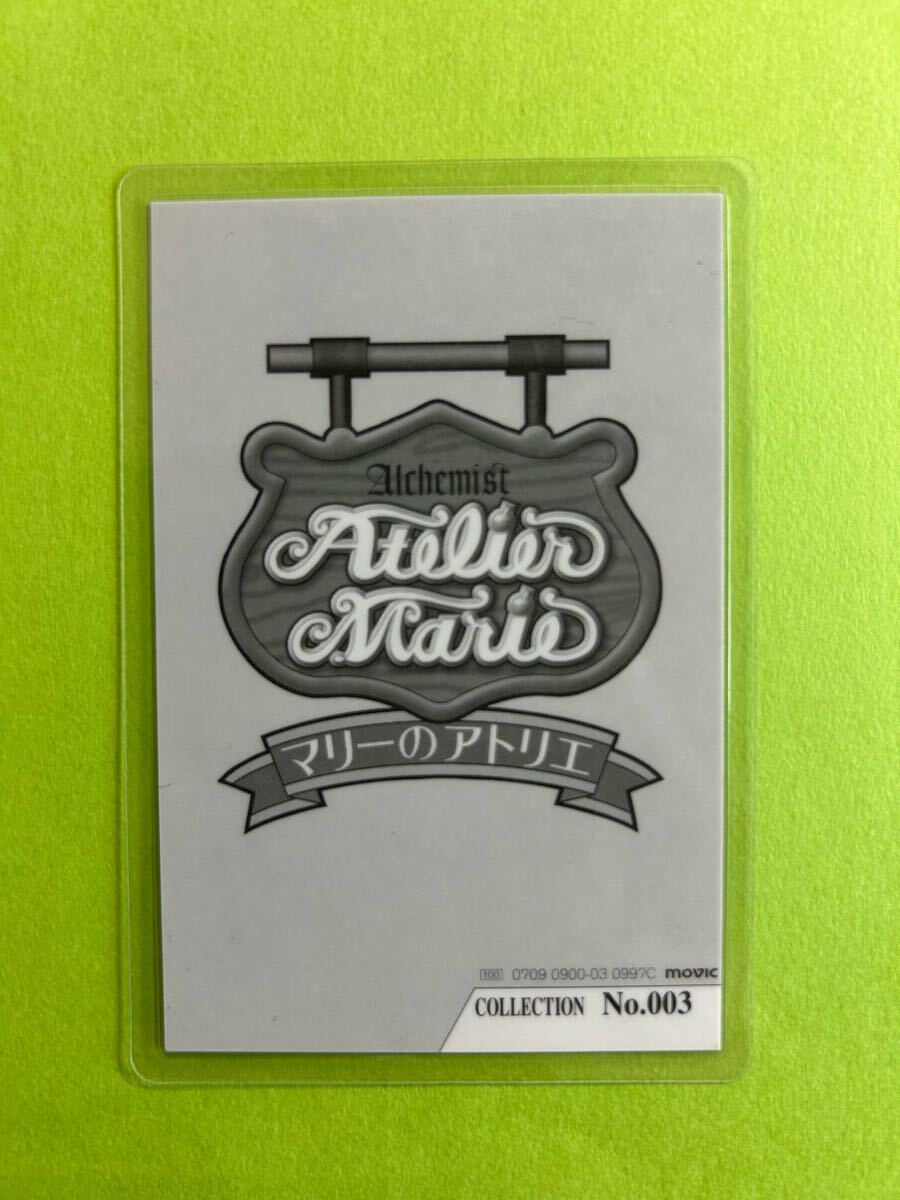 Alchemist
Atelier
Marie
マリーのアトリエ
100 0709 0900-03 0997C movic
COLLECTION No.003